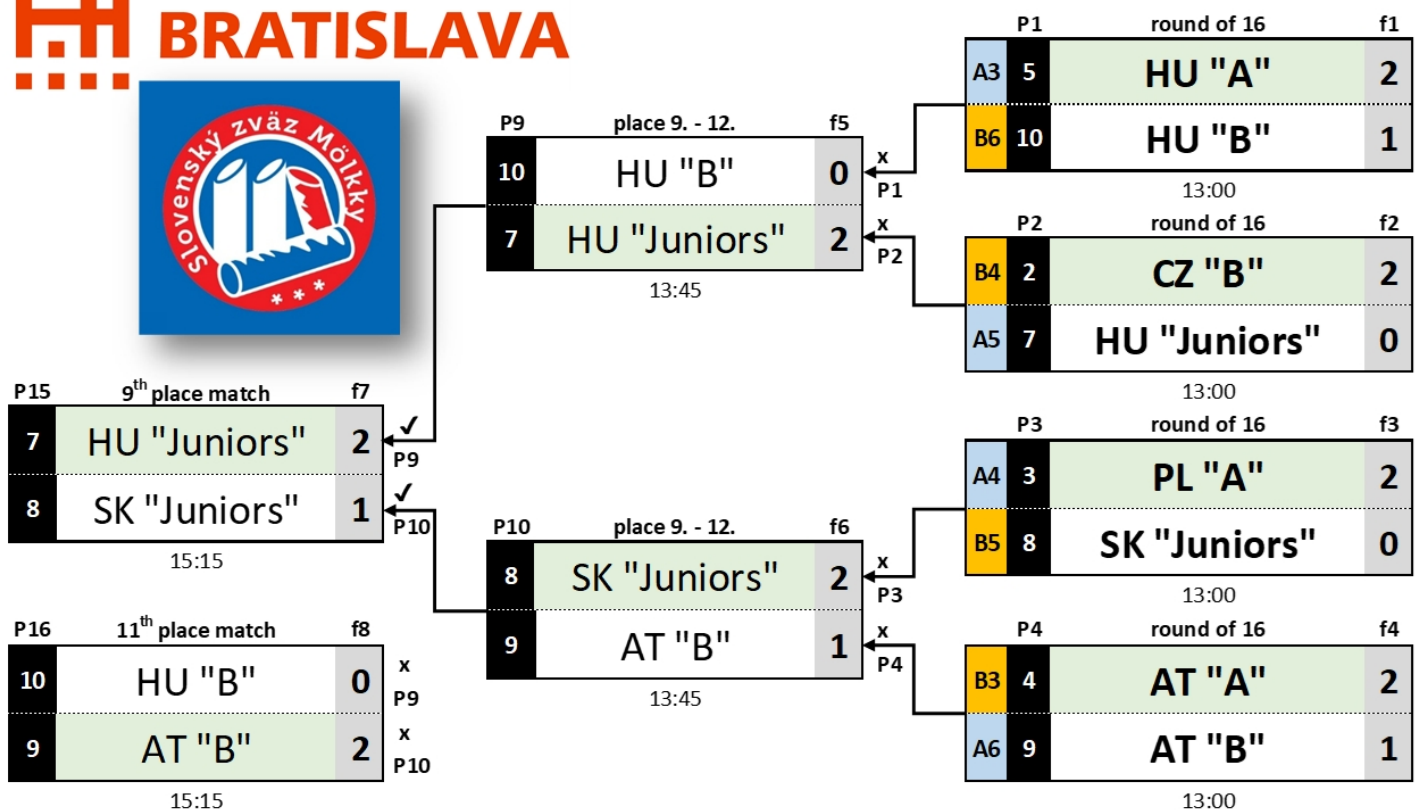 BRATISLAVA
Slovenský zväz Mölkky
* * *
P1 round of 16 f1
A3 5 HU "A" 2
B6 10 HU "B" 1
13:00
P2 round of 16 f2
B4 2 CZ "B" 2
A5 7 HU "Juniors" 0
13:00
P3 round of 16 f3
A4 3 PL "A" 2
B5 8 SK "Juniors" 0
13:00
P4 round of 16 f4
B3 4 AT "A" 2
A6 9 AT "B" 1
13:00
P9 place 9. - 12. f5
10 HU "B" 0 x P1
7 HU "Juniors" 2 x P2
13:45
P10 place 9. - 12. f6
8 SK "Juniors" 2 x P3
9 AT "B" 1 x P4
13:45
P15 9th place match f7
7 HU "Juniors" 2 ✓ P9
8 SK "Juniors" 1 ✓ P10
15:15
P16 11th place match f8
10 HU "B" 0 x P9
9 AT "B" 2 x P10
15:15